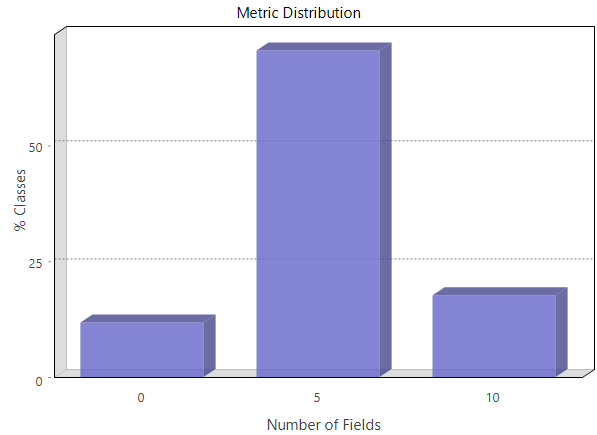 Metric Distribution
50
25
0
% Classes
0 5 10
Number of Fields